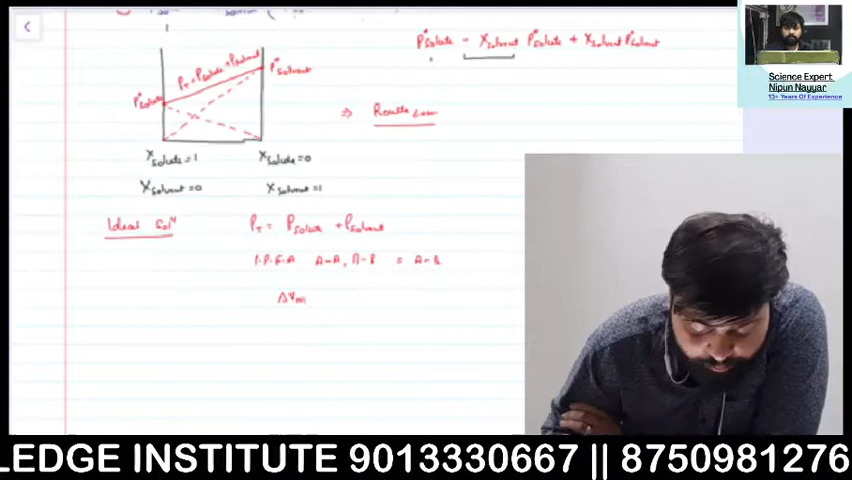 P°solute = Xsolvent P°solute + Xsolvent P°solvent
PT = Psolute + Psolvent
P°solvent
P°solute
⇒ Raoult's Law
Xsolute = 1
Xsolute = 0
Xsolvent = 0
Xsolvent = 1
Ideal Solⁿ
PT = Psolute + Psolvent
A-A, B-B = A-B
ΔVmi
Science Expert
Nipun Nayyar
13+ Years Of Experience
LEDGE INSTITUTE 9013330667 || 8750981276